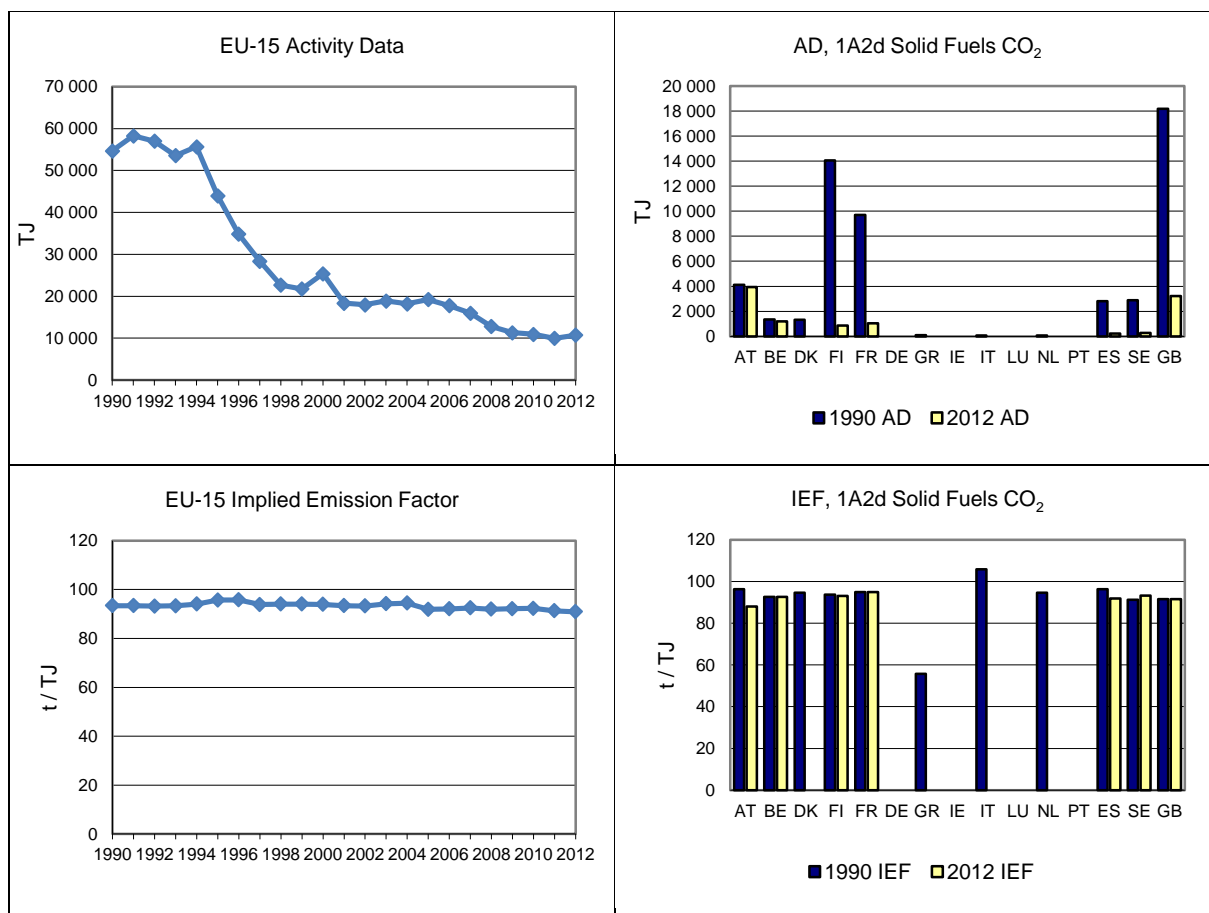 EU-15 Activity Data
70 000
60 000
50 000
40 000
30 000
20 000
10 000
0
TJ
1990 1992 1994 1996 1998 2000 2002 2004 2006 2008 2010 2012
AD, 1A2d Solid Fuels CO₂
20 000
18 000
16 000
14 000
12 000
10 000
8 000
6 000
4 000
2 000
0
TJ
AT BE DK FI FR DE GR IE IT LU NL PT ES SE GB
1990 AD 2012 AD
EU-15 Implied Emission Factor
120
100
80
60
40
20
0
t / TJ
1990 1992 1994 1996 1998 2000 2002 2004 2006 2008 2010 2012
IEF, 1A2d Solid Fuels CO₂
120
100
80
60
40
20
0
t / TJ
AT BE DK FI FR DE GR IE IT LU NL PT ES SE GB
1990 IEF 2012 IEF